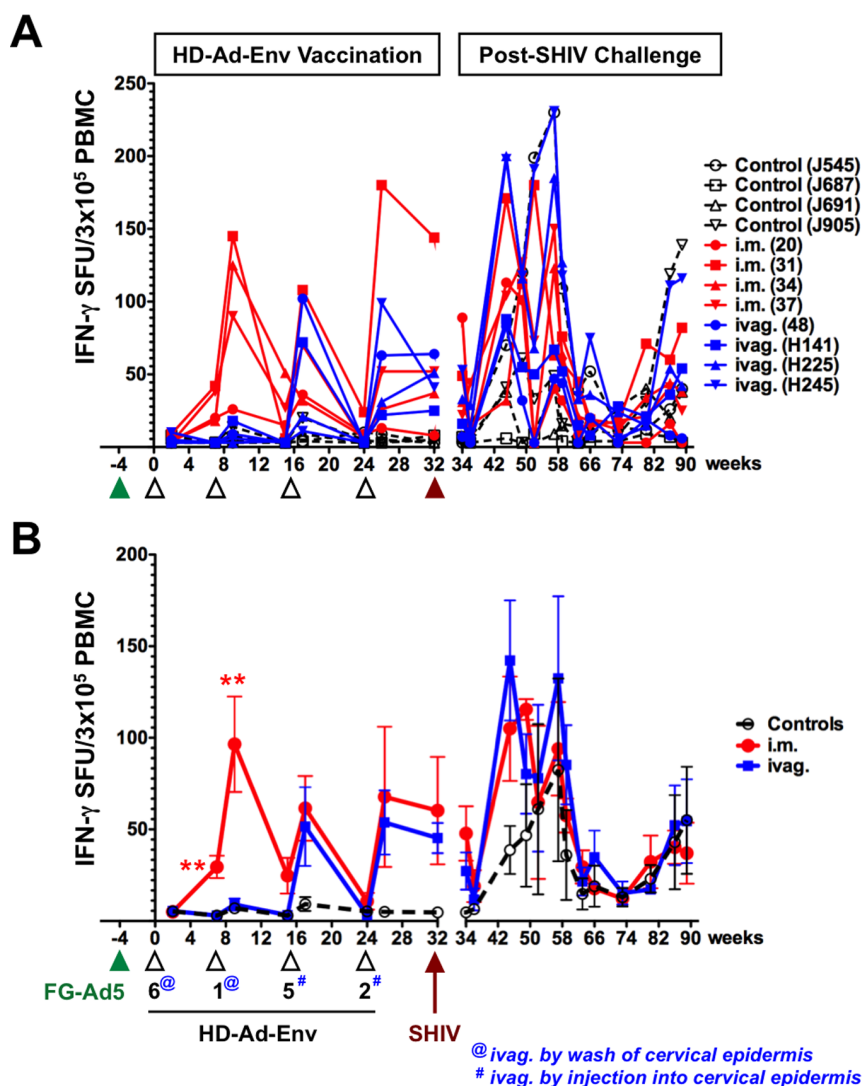 A
HD-Ad-Env Vaccination
Post-SHIV Challenge
IFN-γ SFU/3x10⁵ PBMC
250
200
150
100
50
-4 0 4 8 12 16 20 24 28 32
34 42 50 58 66 74 82 90 weeks
Control (J545)
Control (J687)
Control (J691)
Control (J905)
i.m. (20)
i.m. (31)
i.m. (34)
i.m. (37)
ivag. (48)
ivag. (H141)
ivag. (H225)
ivag. (H245)
B
IFN-γ SFU/3x10⁵ PBMC
200
150
100
50
**
**
Controls
i.m.
ivag.
-4 0 4 8 12 16 20 24 28 32
34 42 50 58 66 74 82 90 weeks
FG-Ad5 6@ 1@ 5# 2#
HD-Ad-Env
SHIV
@ ivag. by wash of cervical epidermis
# ivag. by injection into cervical epidermis